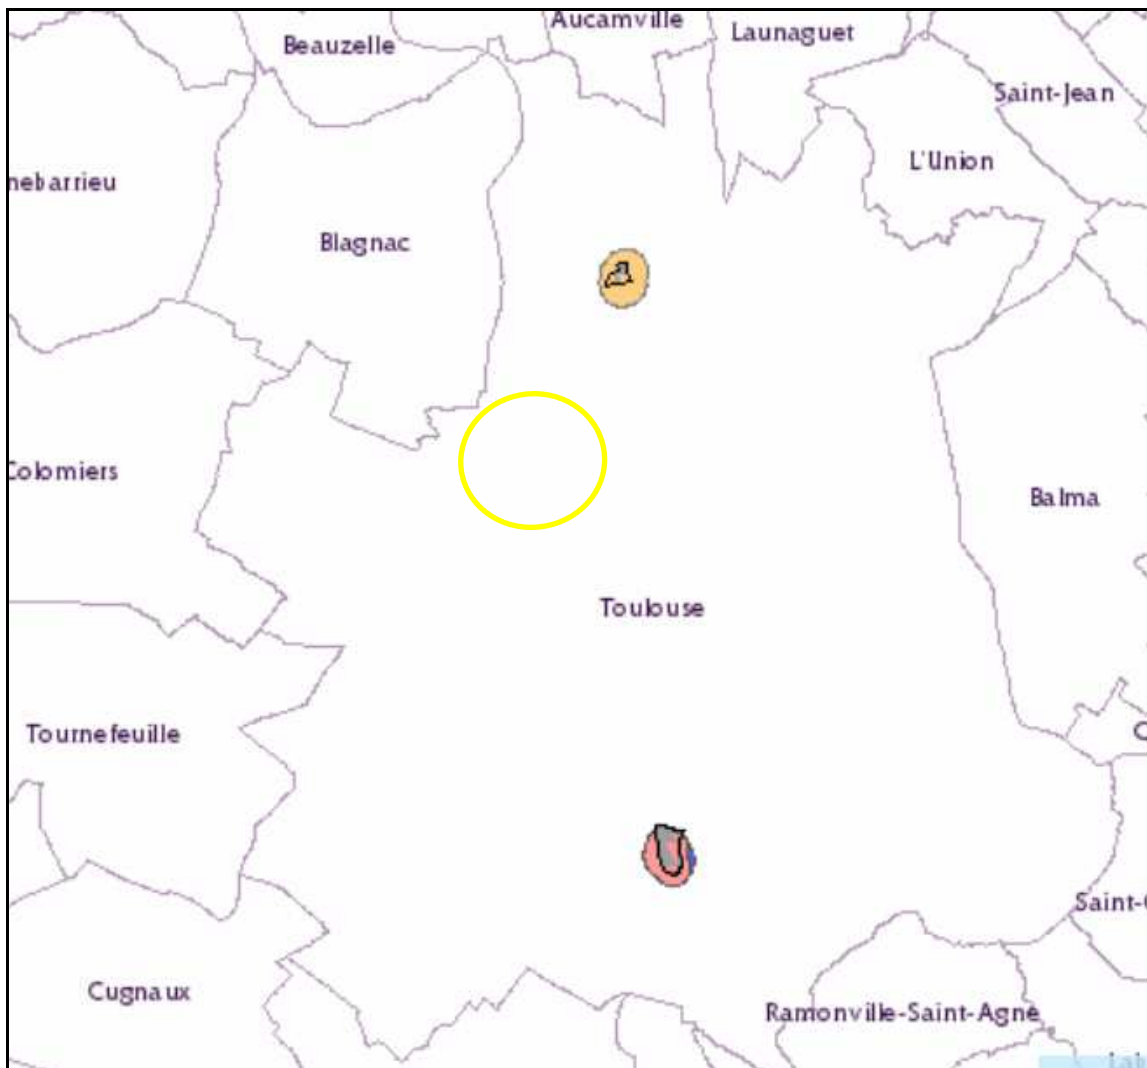 Aucamville
Beauzelle
Launaguet
Saint-Jean
L'Union
nebarrieu
Blagnac
Colomiers
Balma
Toulouse
Tournefeuille
C
Saint-
Cugnaux
Ramonville-Saint-Agne